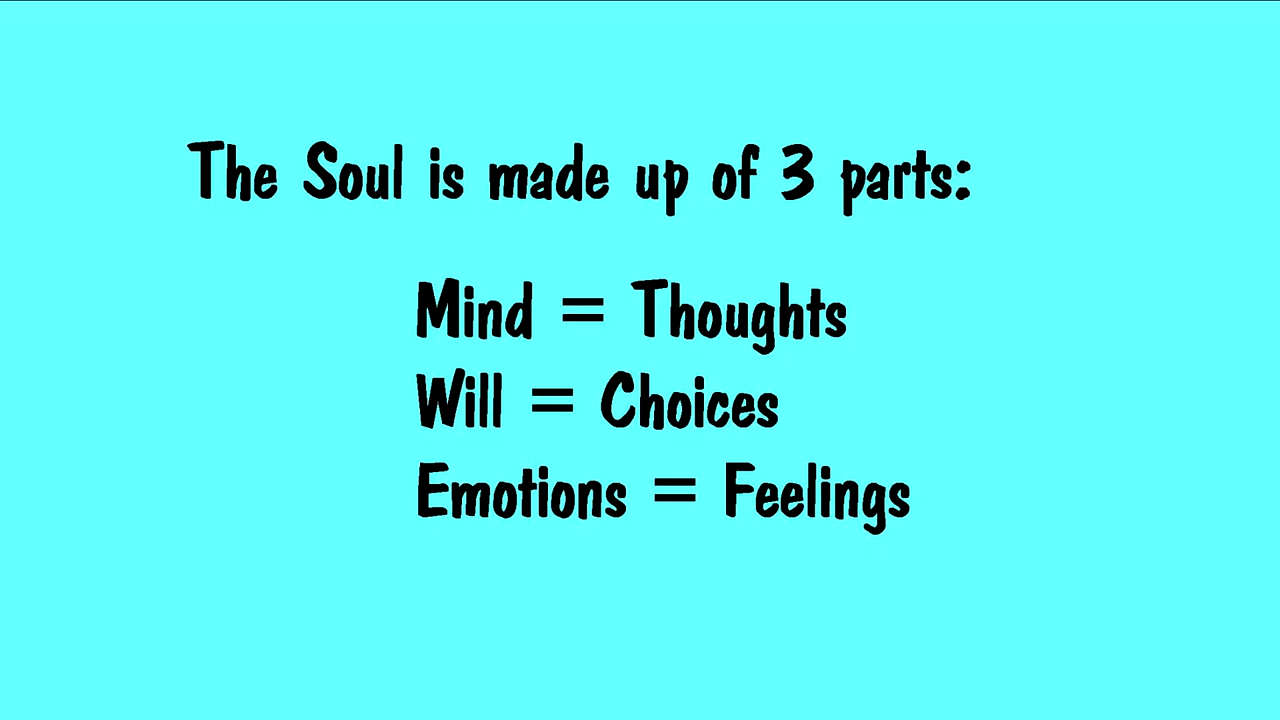 The Soul is made up of 3 parts:
Mind = Thoughts
Will = Choices
Emotions = Feelings